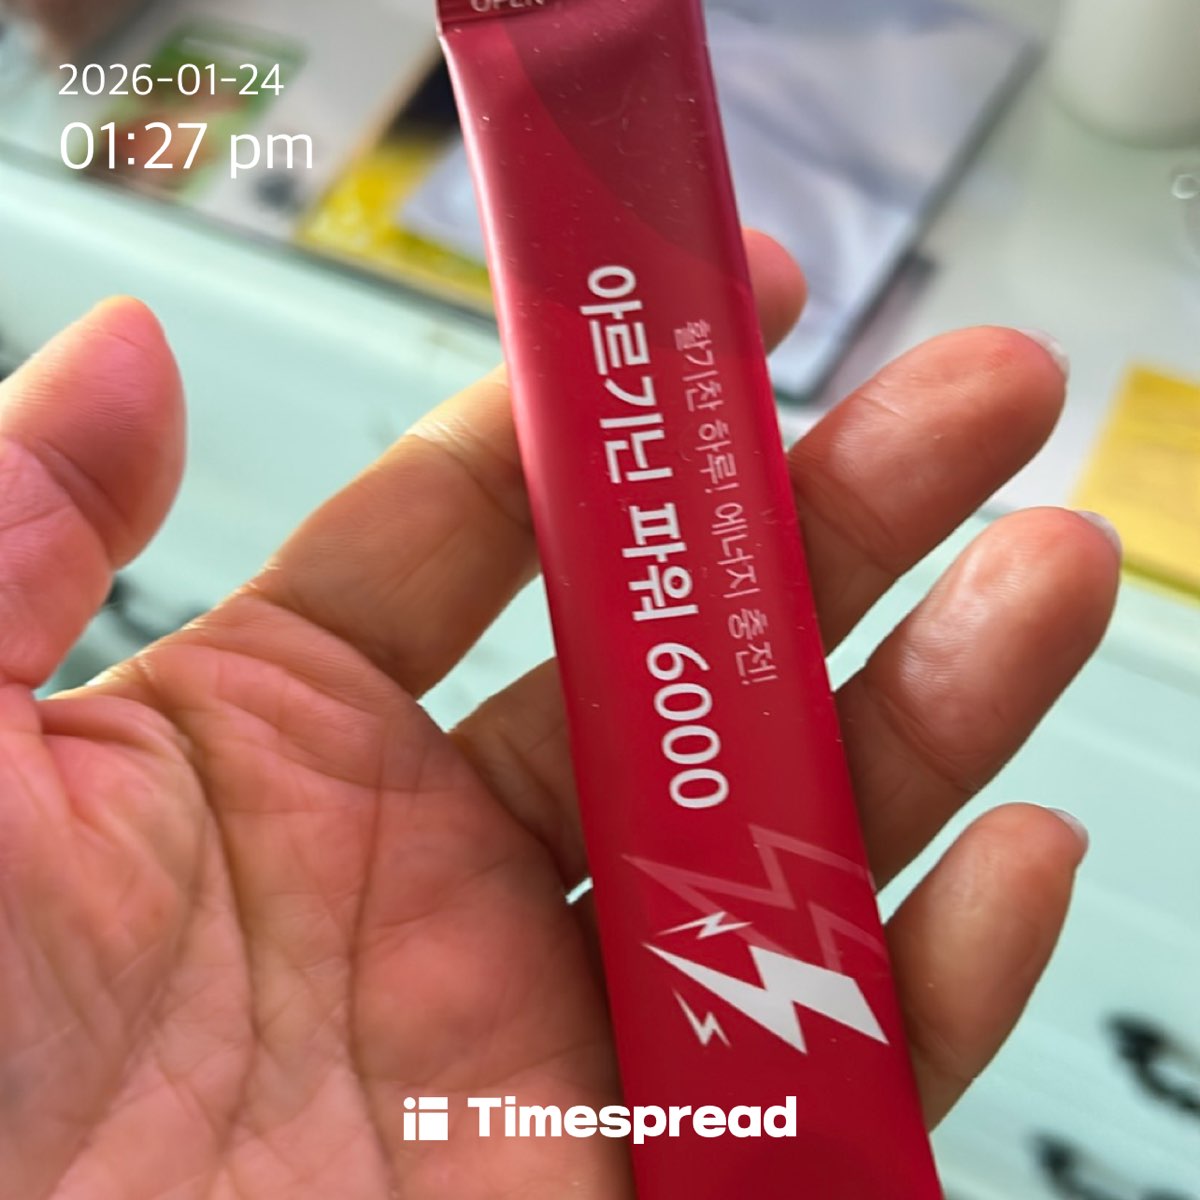 OPEN
2026-01-24
01:27 pm
활기찬 하루! 에너지 충전!
아르기닌 파워 6000
Timespread